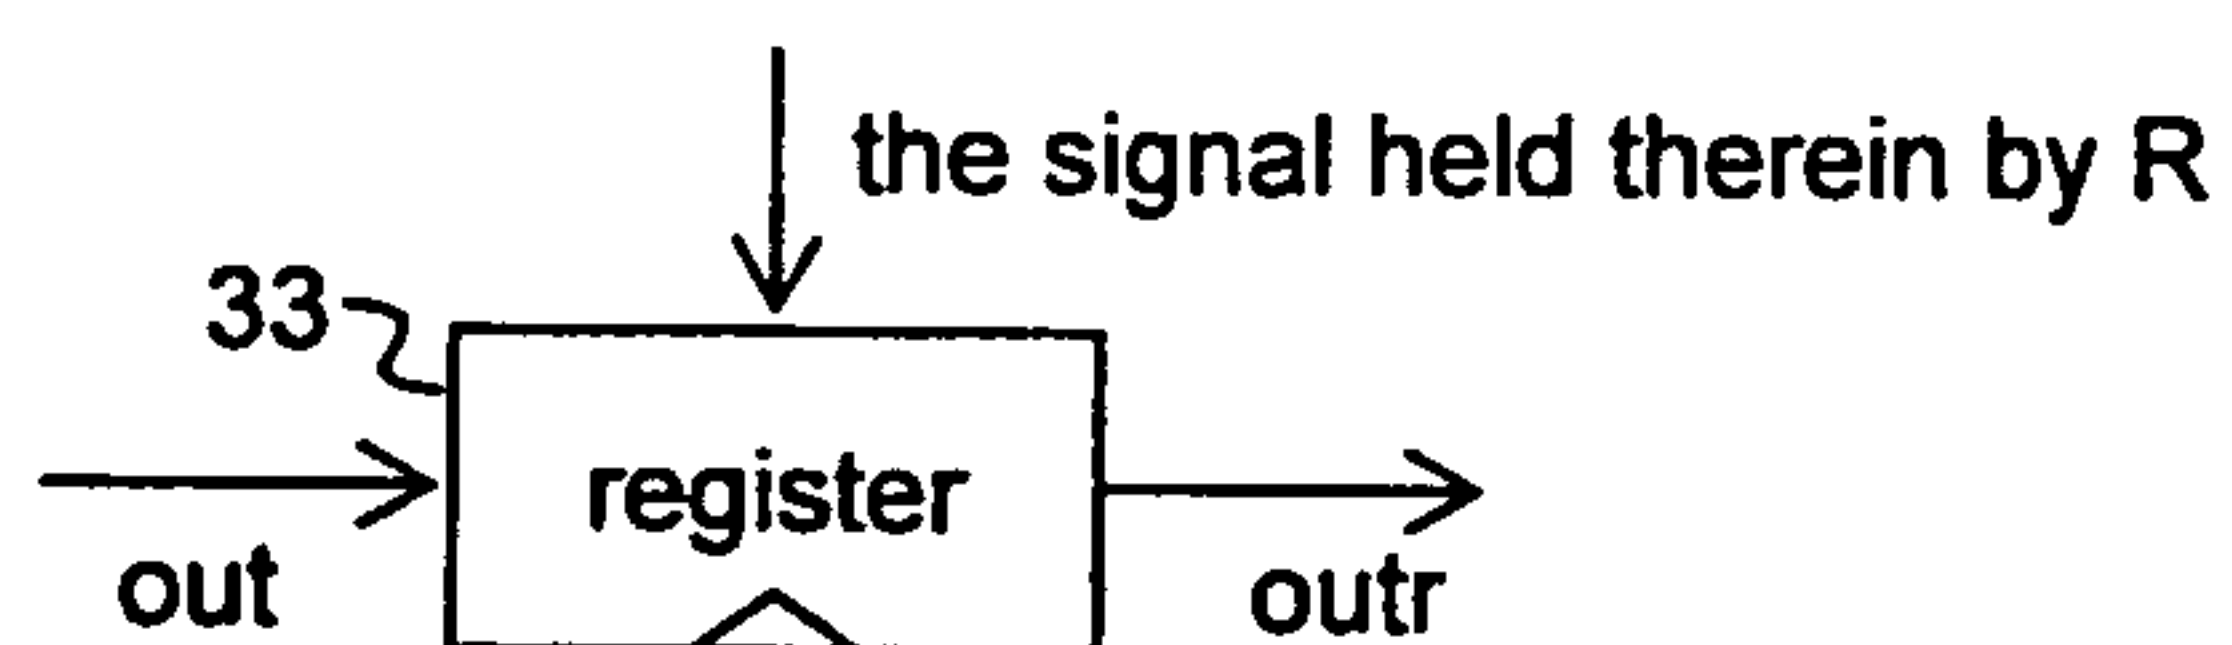 the signal held therein by R
33
register
out
outr